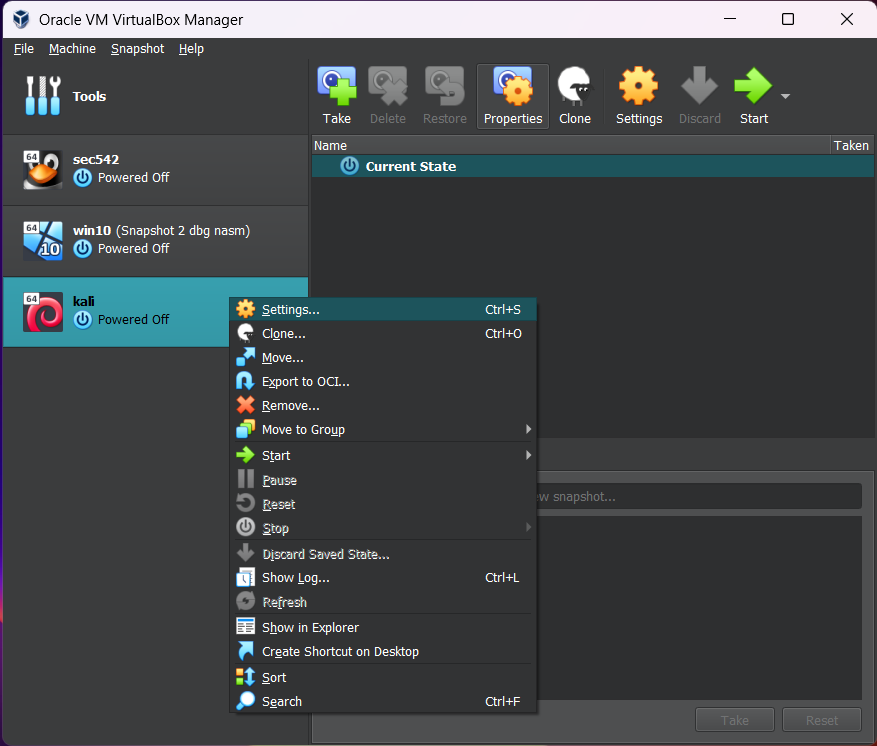 Oracle VM VirtualBox Manager
File Machine Snapshot Help
Tools
Take Delete Restore Properties Clone Settings Discard Start
Name Taken
Current State
64 sec542
Powered Off
64 win10 (Snapshot 2 dbg nasm)
10 Powered Off
64 kali
Powered Off
Settings... Ctrl+S
Clone... Ctrl+O
Move...
Export to OCI...
Remove...
Move to Group
Start
Pause
Reset
Stop
Discard Saved State...
Show Log... Ctrl+L
Refresh
Show in Explorer
Create Shortcut on Desktop
Sort
Search Ctrl+F
snapshot...
Take Reset